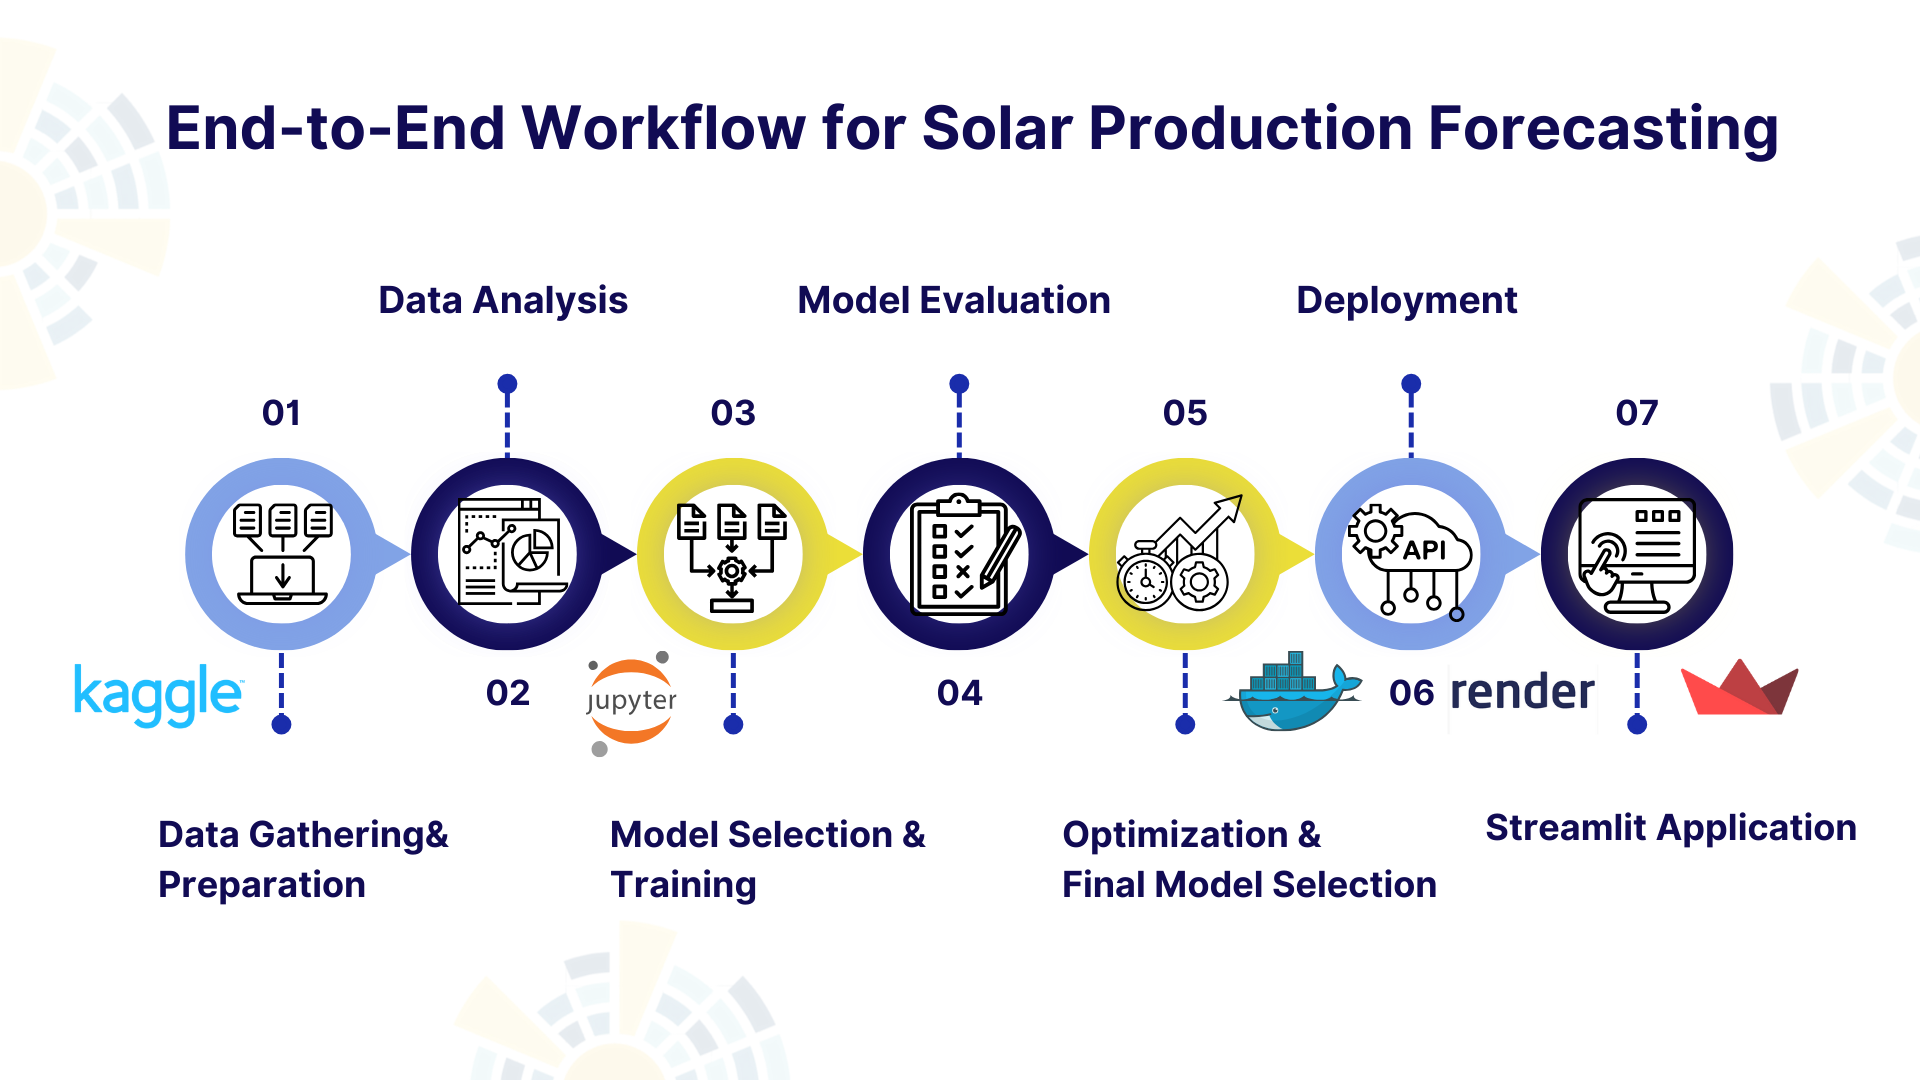 End-to-End Workflow for Solar Production Forecasting
Data Analysis
Model Evaluation
Deployment
01
03
05
07
API
kaggle™
02
jupyter
04
06
render
Data Gathering&
Preparation
Model Selection &
Training
Optimization &
Final Model Selection
Streamlit Application